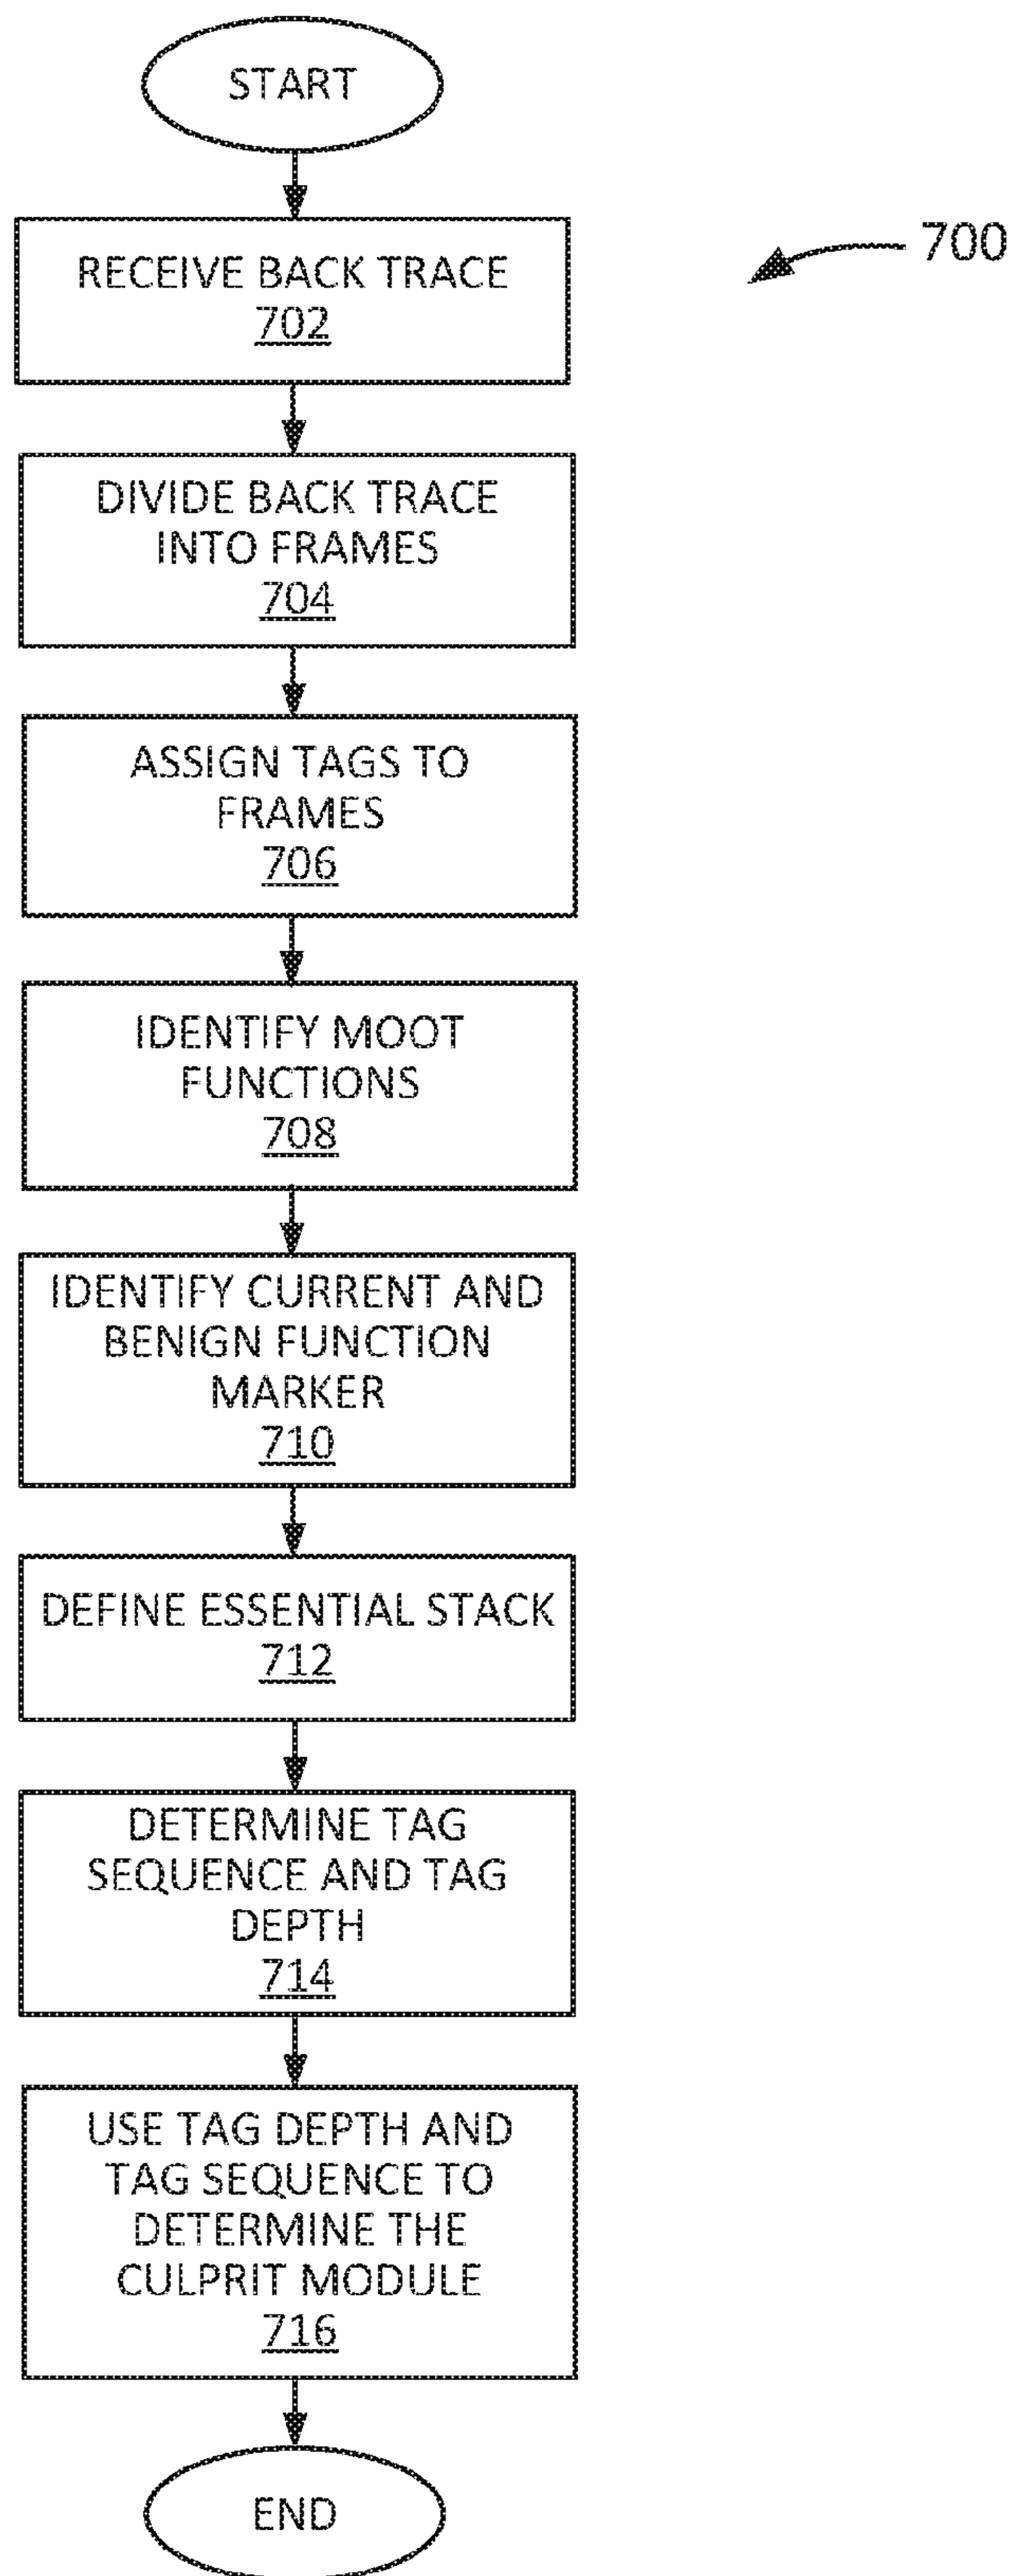 START
700
RECEIVE BACK TRACE
702
DIVIDE BACK TRACE
INTO FRAMES
704
ASSIGN TAGS TO
FRAMES
706
IDENTIFY MOOT
FUNCTIONS
708
IDENTIFY CURRENT AND
BENIGN FUNCTION
MARKER
710
DEFINE ESSENTIAL STACK
712
DETERMINE TAG
SEQUENCE AND TAG
DEPTH
714
USE TAG DEPTH AND
TAG SEQUENCE TO
DETERMINE THE
CULPRIT MODULE
716
END